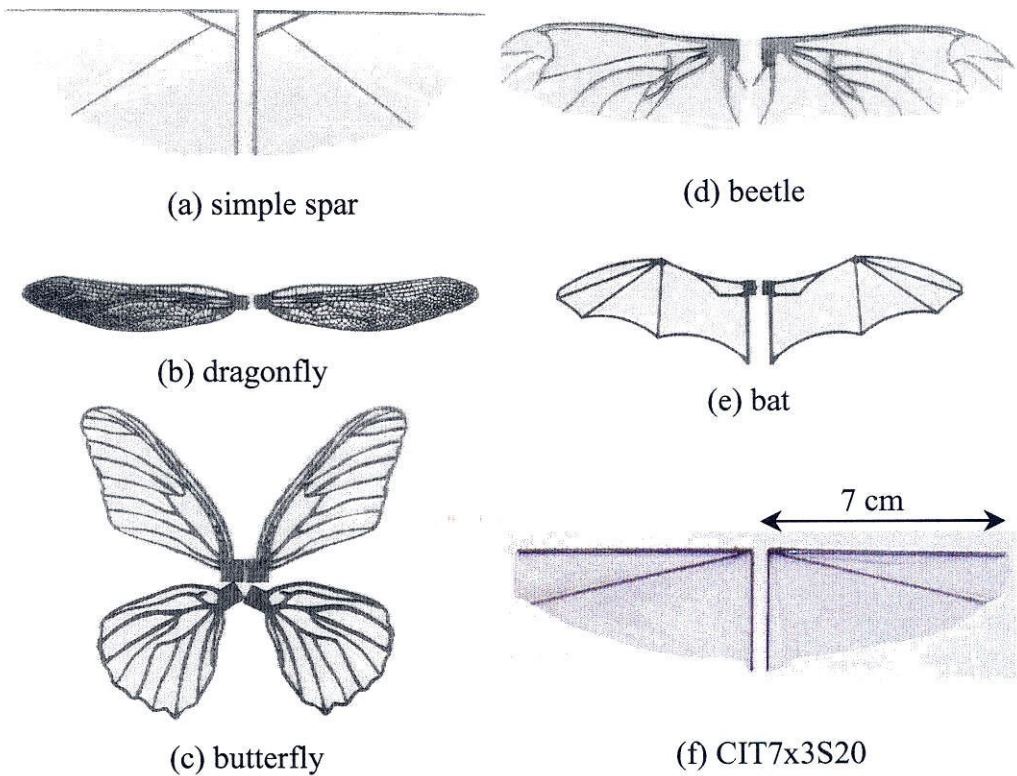 (a) simple spar
(b) dragonfly
(c) butterfly
(d) beetle
(e) bat
7 cm
(f) CIT7x3S20